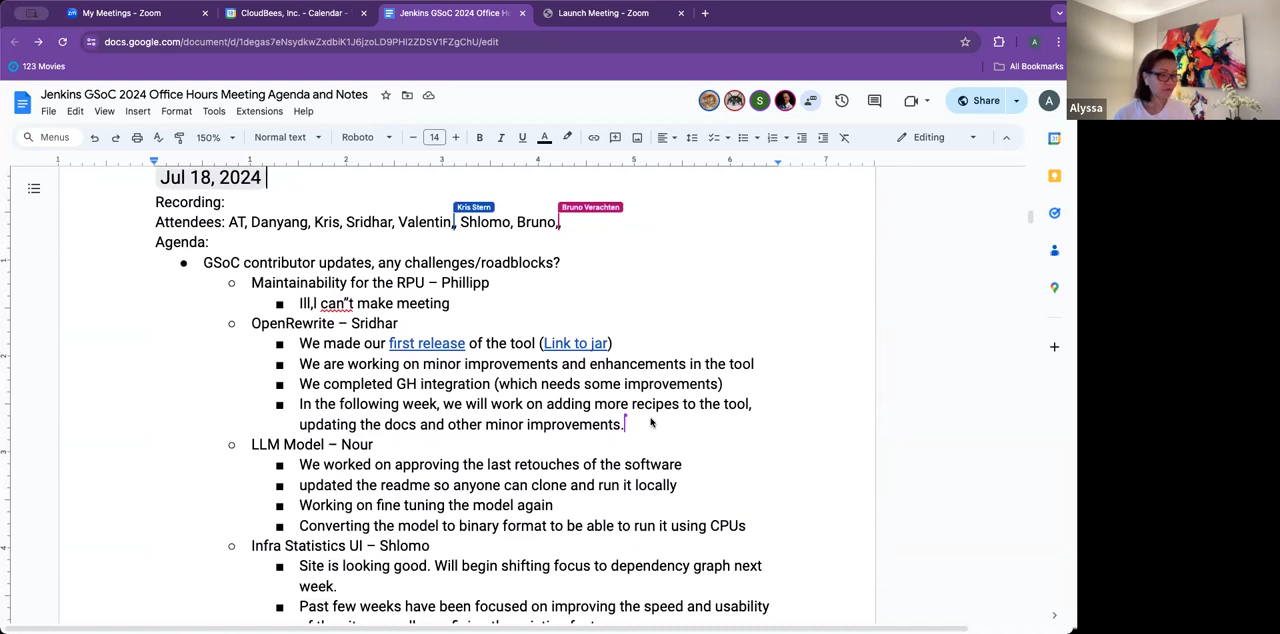 My Meetings - Zoom
CloudBees, Inc. - Calendar -
Jenkins GSoC 2024 Office H
Launch Meeting - Zoom
docs.google.com/document/d/1degas7eNsydkwZxdbiK1J6jzoLD9PHI2ZDSV1FZgChU/edit
A
123 Movies
All Bookmarks
Alyssa
Jenkins GSoC 2024 Office Hours Meeting Agenda and Notes
File Edit View Insert Format Tools Extensions Help
S
Share
A
Menus
150%
Normal text
Roboto
14
B I U A
Editing
1 1 2 3 4 5 6 7
Jul 18, 2024
Recording:
Kris Stern
Bruno Verachten
Attendees: AT, Danyang, Kris, Sridhar, Valentin, Shlomo, Bruno,
Agenda:
● GSoC contributor updates, any challenges/roadblocks?
○ Maintainability for the RPU – Phillipp
■ Ill,I can"t make meeting
○ OpenRewrite – Sridhar
■ We made our first release of the tool (Link to jar)
■ We are working on minor improvements and enhancements in the tool
■ We completed GH integration (which needs some improvements)
■ In the following week, we will work on adding more recipes to the tool,
updating the docs and other minor improvements.
○ LLM Model – Nour
■ We worked on approving the last retouches of the software
■ updated the readme so anyone can clone and run it locally
■ Working on fine tuning the model again
■ Converting the model to binary format to be able to run it using CPUs
○ Infra Statistics UI – Shlomo
■ Site is looking good. Will begin shifting focus to dependency graph next
week.
■ Past few weeks have been focused on improving the speed and usability